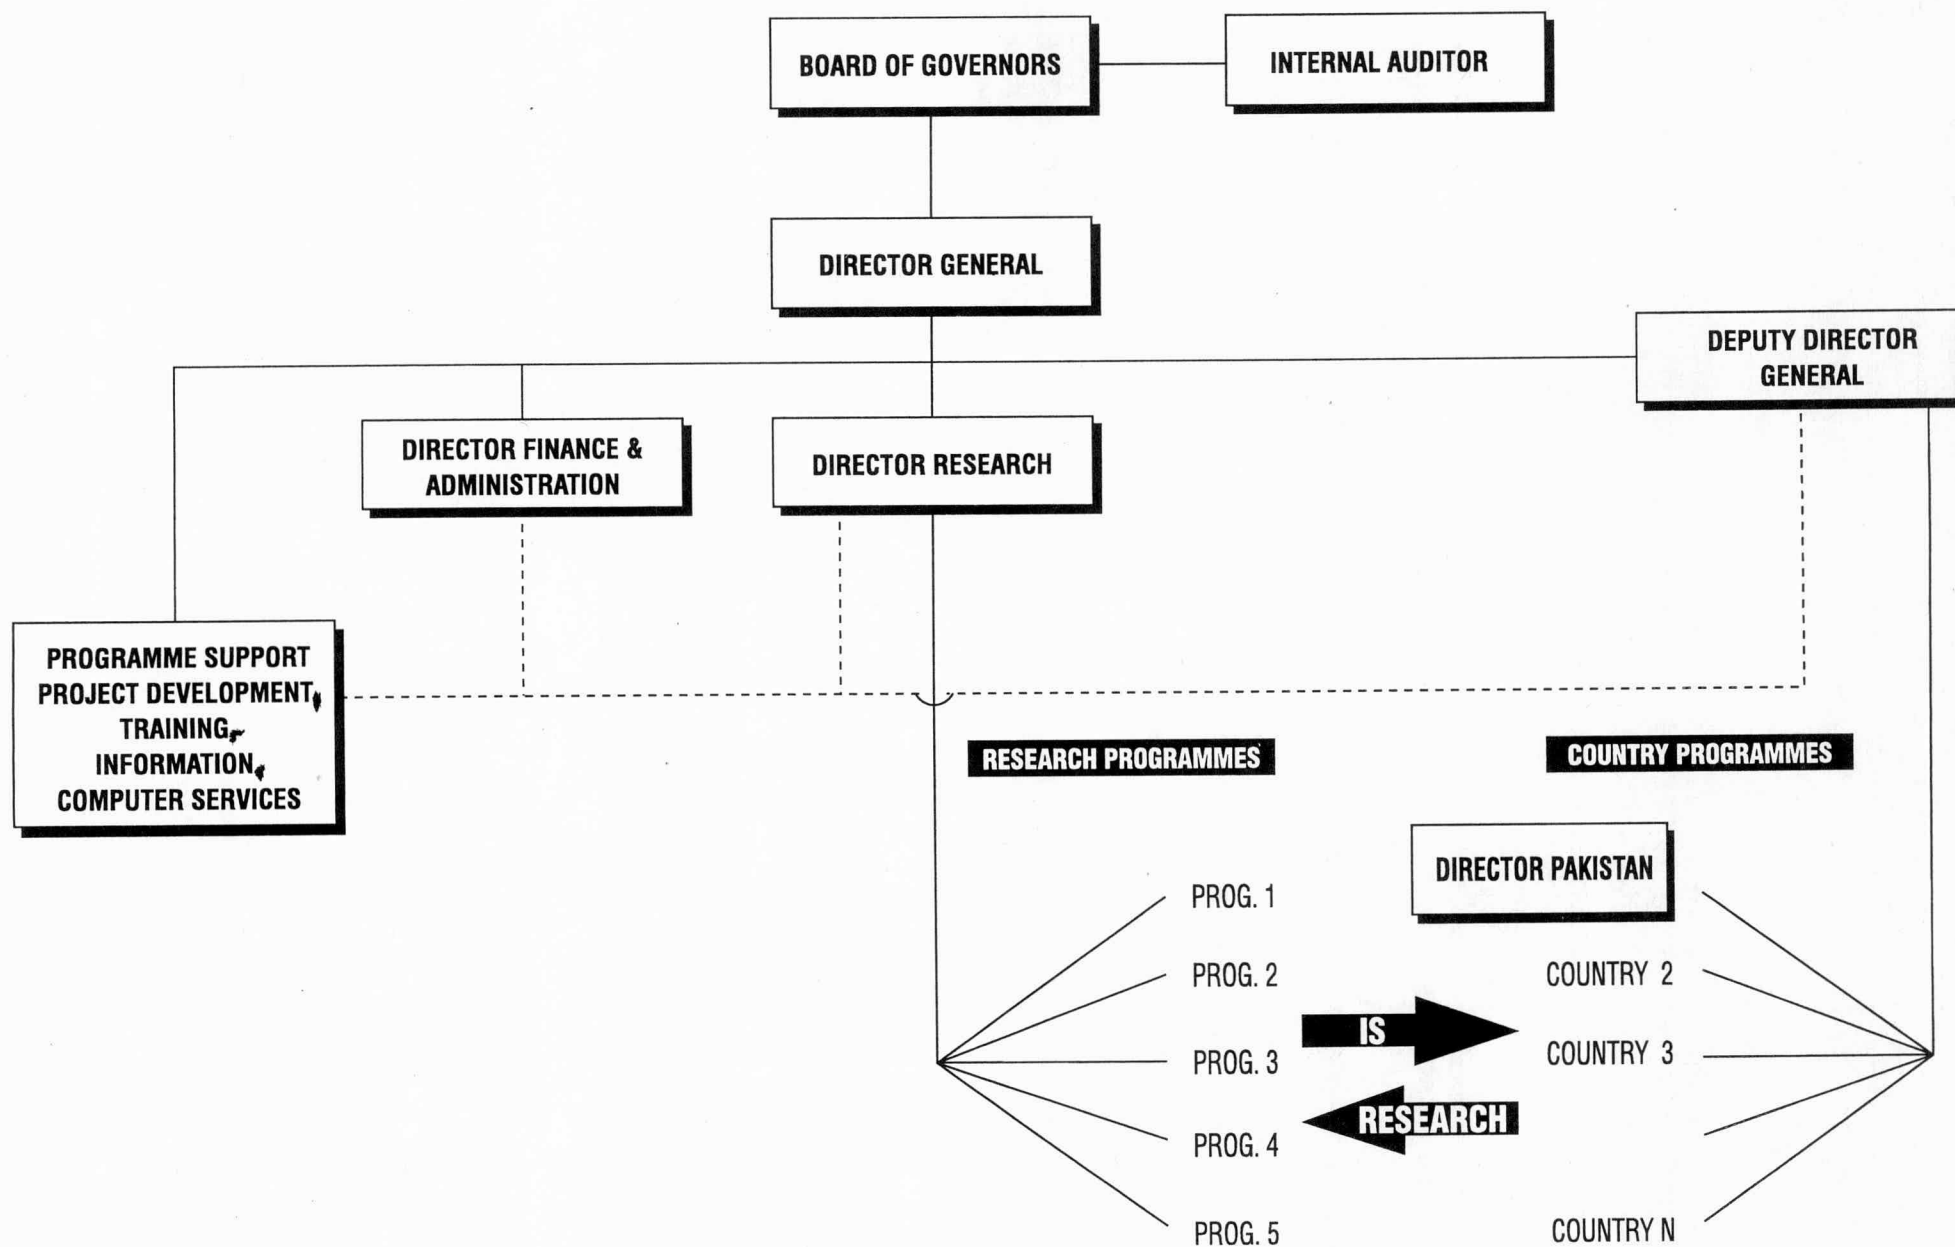 BOARD OF GOVERNORS
INTERNAL AUDITOR
DIRECTOR GENERAL
DEPUTY DIRECTOR
GENERAL
DIRECTOR FINANCE &
ADMINISTRATION
DIRECTOR RESEARCH
PROGRAMME SUPPORT
PROJECT DEVELOPMENT,
TRAINING,
INFORMATION,
COMPUTER SERVICES
RESEARCH PROGRAMMES
COUNTRY PROGRAMMES
DIRECTOR PAKISTAN
PROG. 1
PROG. 2
COUNTRY 2
IS
PROG. 3
COUNTRY 3
RESEARCH
PROG. 4
PROG. 5
COUNTRY N